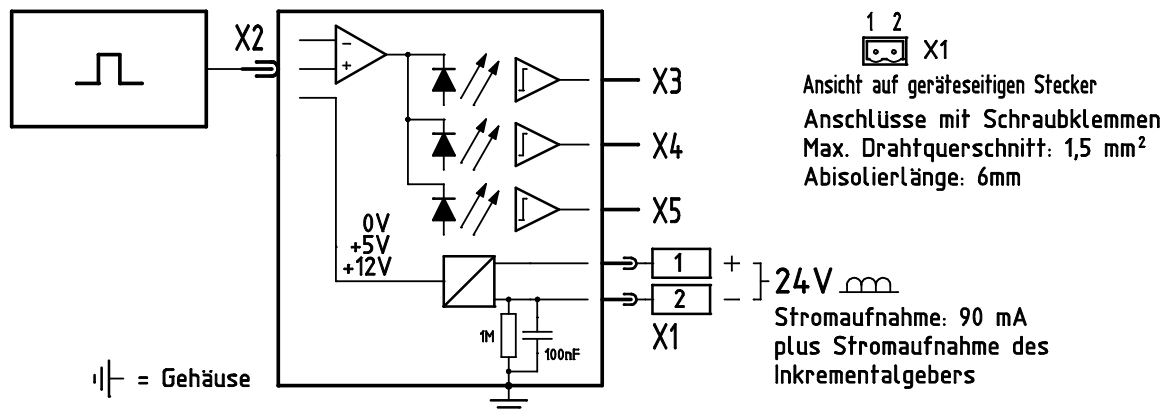 X2
−
+
X3
X4
X5
0V
+5V
+12V
1M
100nF
1
+
2
−
X1
24V
Stromaufnahme: 90 mA
plus Stromaufnahme des
Inkrementalgebers
= Gehäuse
1 2
X1
Ansicht auf geräteseitigen Stecker
Anschlüsse mit Schraubklemmen
Max. Drahtquerschnitt: 1,5 mm²
Abisolierlänge: 6mm